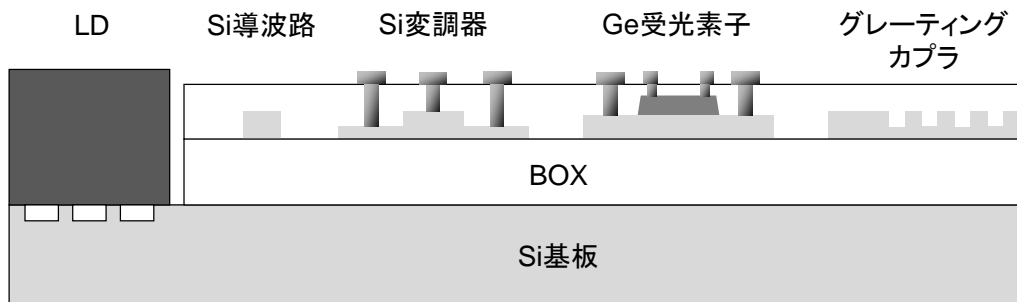 LD
Si導波路
Si変調器
Ge受光素子
グレーティング
カプラ
BOX
Si基板